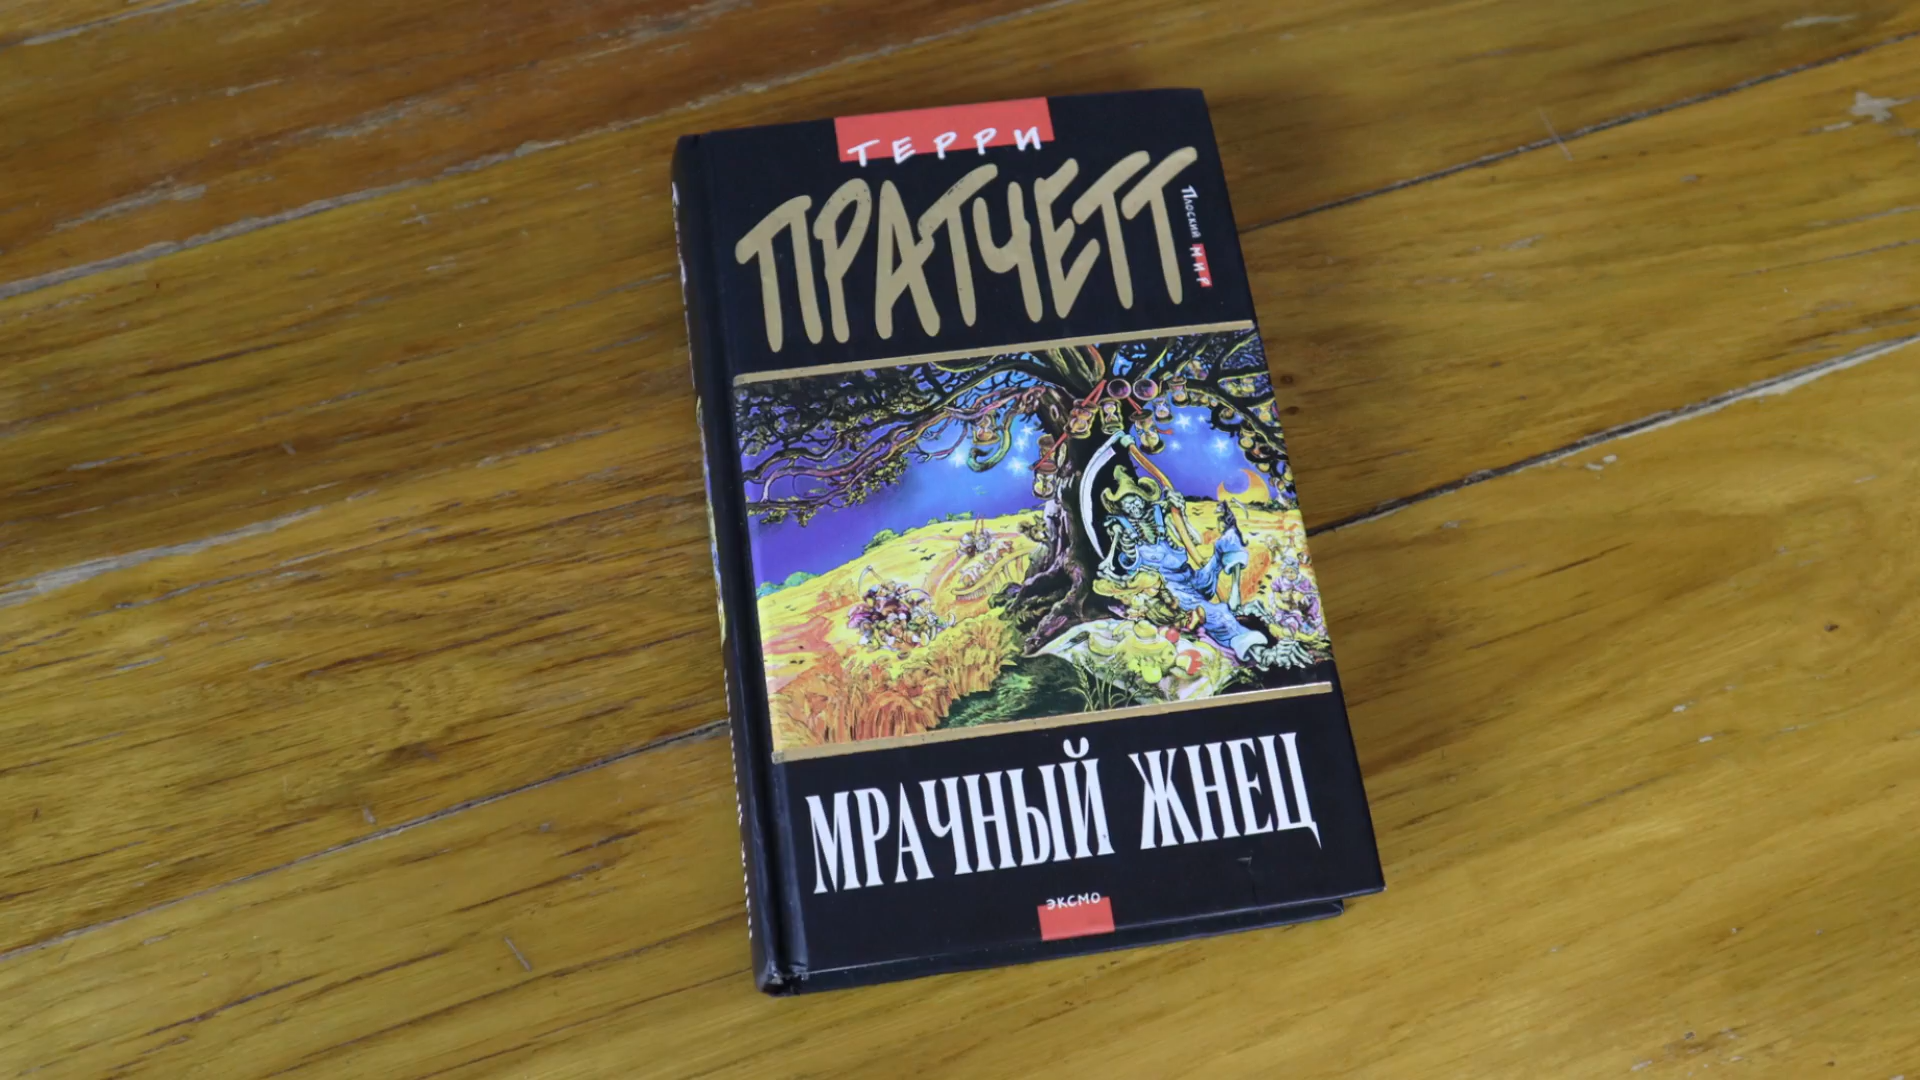 ТЕРРИ
ПРАТЧЕТТ
Плоский МИР
МРАЧНЫЙ ЖНЕЦ
ЭКСМО